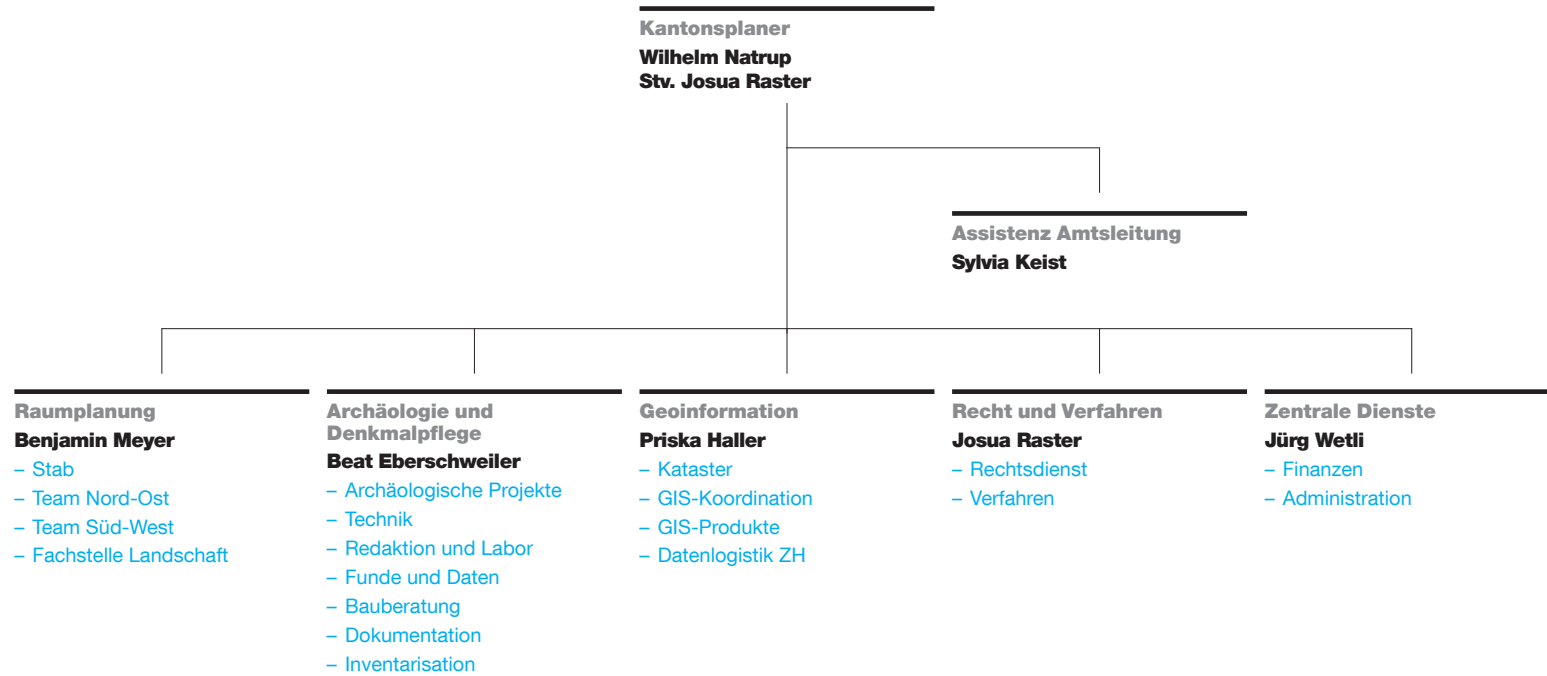 Kantonsplaner
Wilhelm Natrup
Stv. Josua Raster
Assistenz Amtsleitung
Sylvia Keist
Raumplanung
Benjamin Meyer
– Stab
– Team Nord-Ost
– Team Süd-West
– Fachstelle Landschaft
Archäologie und
Denkmalpflege
Beat Eberschweiler
– Archäologische Projekte
– Technik
– Redaktion und Labor
– Funde und Daten
– Bauberatung
– Dokumentation
– Inventarisation
Geoinformation
Priska Haller
– Kataster
– GIS-Koordination
– GIS-Produkte
– Datenlogistik ZH
Recht und Verfahren
Josua Raster
– Rechtsdienst
– Verfahren
Zentrale Dienste
Jürg Wetli
– Finanzen
– Administration